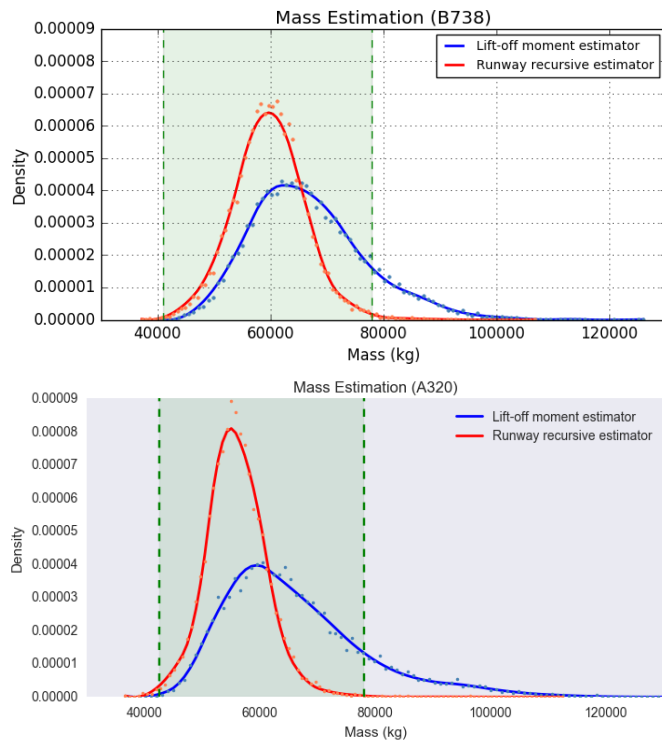 Mass Estimation (B738)
0.00009
0.00008
0.00007
0.00006
0.00005
0.00004
0.00003
0.00002
0.00001
0.00000
Density
Lift-off moment estimator
Runway recursive estimator
40000 60000 80000 100000 120000
Mass (kg)
Mass Estimation (A320)
0.00009
0.00008
0.00007
0.00006
0.00005
0.00004
0.00003
0.00002
0.00001
0.00000
Density
Lift-off moment estimator
Runway recursive estimator
40000 60000 80000 100000 120000
Mass (kg)